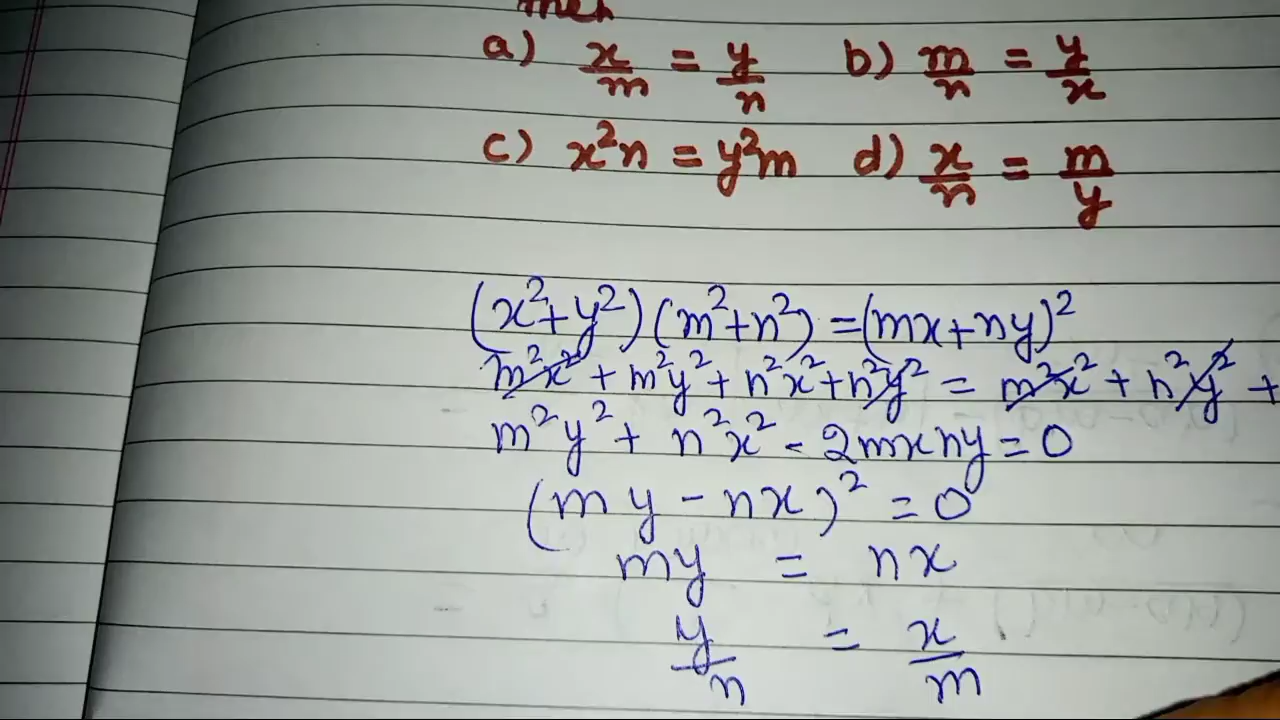 then
a) x/m = y/n b) m/n = y/x
c) x²n = y²m d) x/n = m/y
(x²+y²)(m²+n²)=(mx+ny)²
m²x² + m²y² + n²x² + n²y² = m²x² + n²y² +
m²y² + n²x² - 2mxny = 0
(my - nx)² = 0
my = nx
y/n = x/m